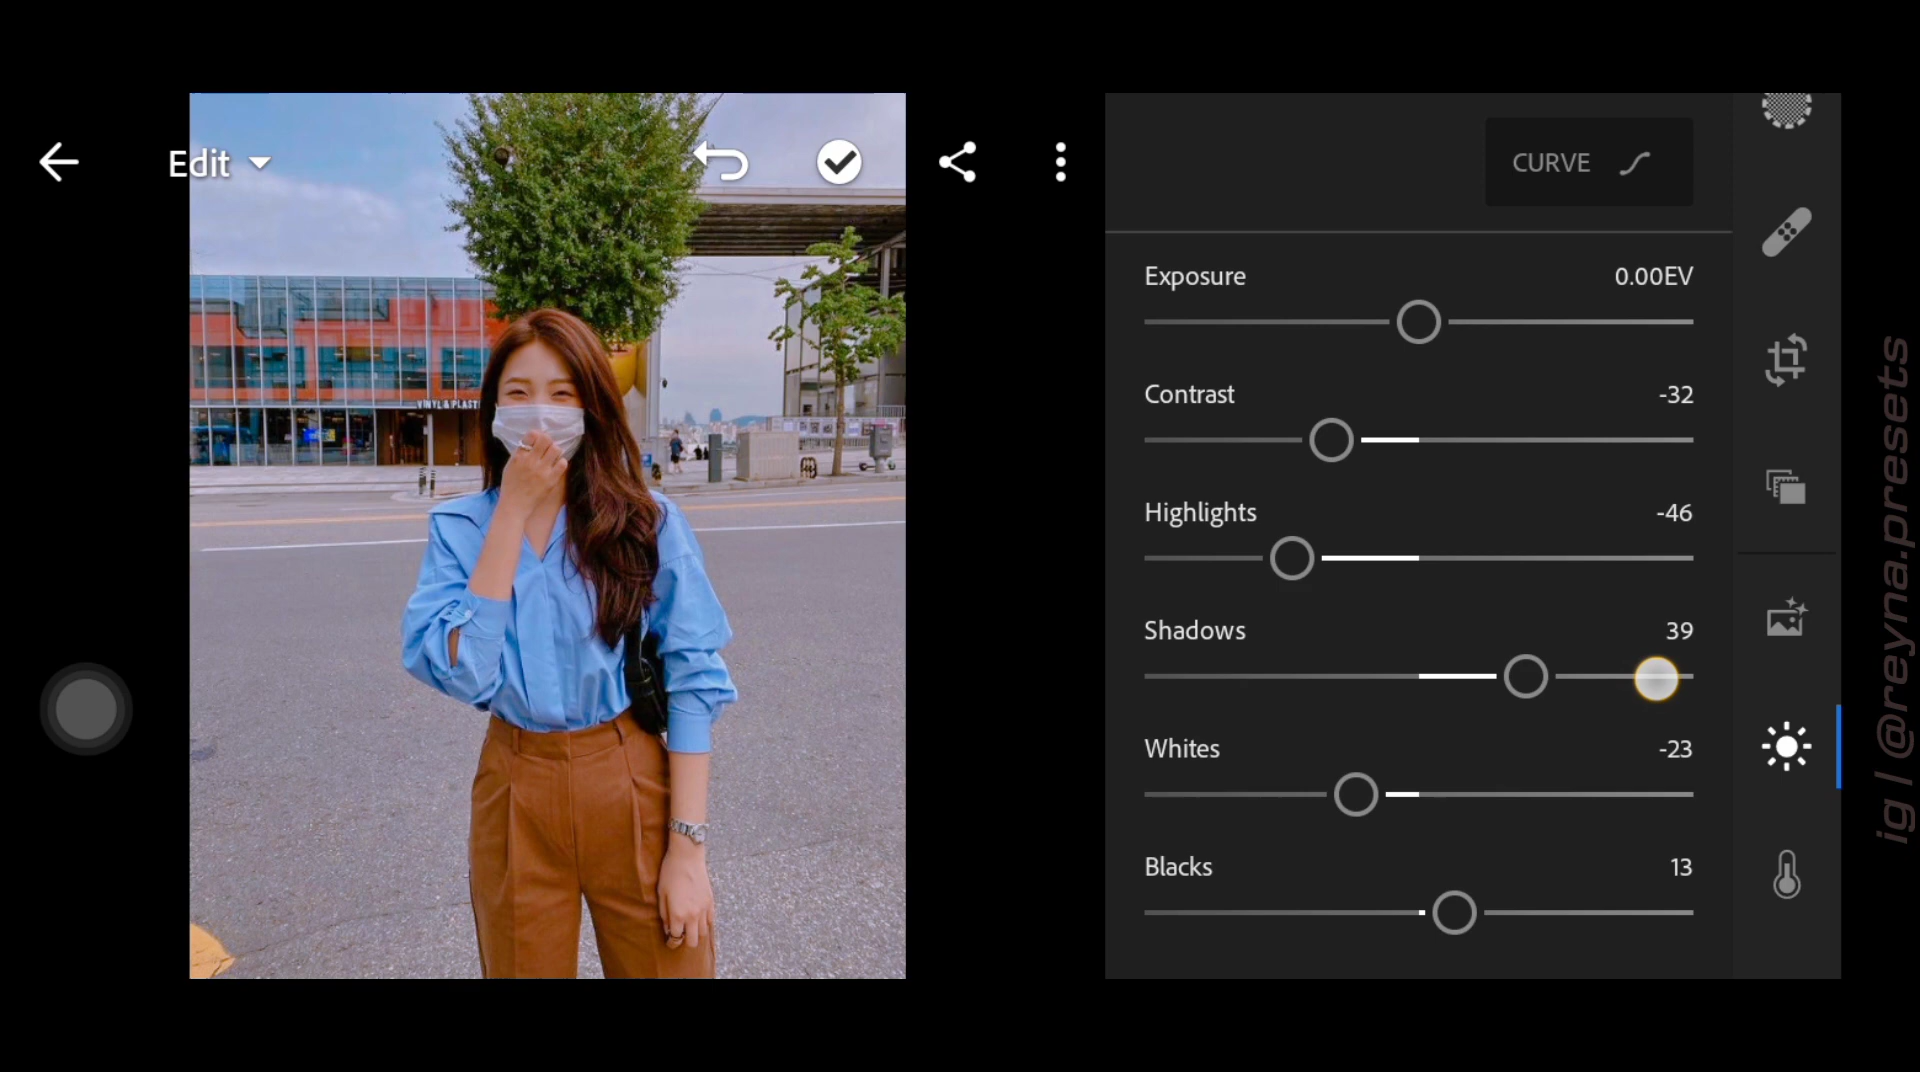 Edit
CURVE
Exposure
0.00EV
Contrast
-32
Highlights
-46
Shadows
39
Whites
-23
Blacks
13
VINYL & PLAST
ig | @reyna.presets